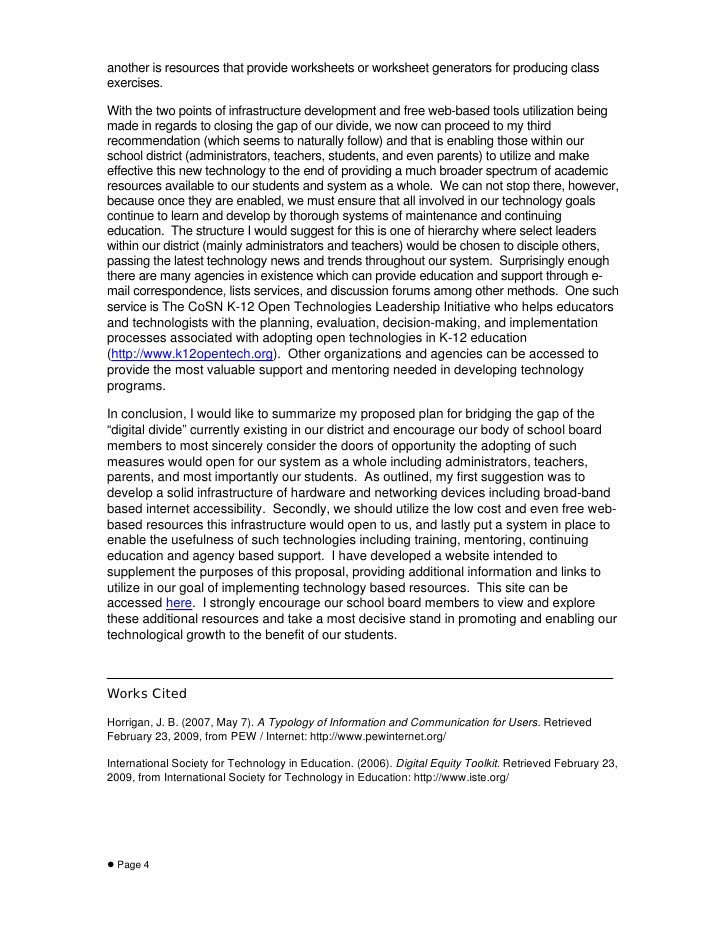 another is resources that provide worksheets or worksheet generators for producing class
exercises.
With the two points of infrastructure development and free web-based tools utilization being
made in regards to closing the gap of our divide, we now can proceed to my third
recommendation (which seems to naturally follow) and that is enabling those within our
school district (administrators, teachers, students, and even parents) to utilize and make
effective this new technology to the end of providing a much broader spectrum of academic
resources available to our students and system as a whole.  We can not stop there, however,
because once they are enabled, we must ensure that all involved in our technology goals
continue to learn and develop by thorough systems of maintenance and continuing
education.  The structure I would suggest for this is one of hierarchy where select leaders
within our district (mainly administrators and teachers) would be chosen to disciple others,
passing the latest technology news and trends throughout our system.  Surprisingly enough
there are many agencies in existence which can provide education and support through e-
mail correspondence, lists services, and discussion forums among other methods.  One such
service is The CoSN K-12 Open Technologies Leadership Initiative who helps educators
and technologists with the planning, evaluation, decision-making, and implementation
processes associated with adopting open technologies in K-12 education
(http://www.k12opentech.org).  Other organizations and agencies can be accessed to
provide the most valuable support and mentoring needed in developing technology
programs.
In conclusion, I would like to summarize my proposed plan for bridging the gap of the
“digital divide” currently existing in our district and encourage our body of school board
members to most sincerely consider the doors of opportunity the adopting of such
measures would open for our system as a whole including administrators, teachers,
parents, and most importantly our students.  As outlined, my first suggestion was to
develop a solid infrastructure of hardware and networking devices including broad-band
based internet accessibility.  Secondly, we should utilize the low cost and even free web-
based resources this infrastructure would open to us, and lastly put a system in place to
enable the usefulness of such technologies including training, mentoring, continuing
education and agency based support.  I have developed a website intended to
supplement the purposes of this proposal, providing additional information and links to
utilize in our goal of implementing technology based resources.  This site can be
accessed here.  I strongly encourage our school board members to view and explore
these additional resources and take a most decisive stand in promoting and enabling our
technological growth to the benefit of our students.
Works Cited
Horrigan, J. B. (2007, May 7). A Typology of Information and Communication for Users. Retrieved
February 23, 2009, from PEW / Internet: http://www.pewinternet.org/
International Society for Technology in Education. (2006). Digital Equity Toolkit. Retrieved February 23,
2009, from International Society for Technology in Education: http://www.iste.org/
● Page 4